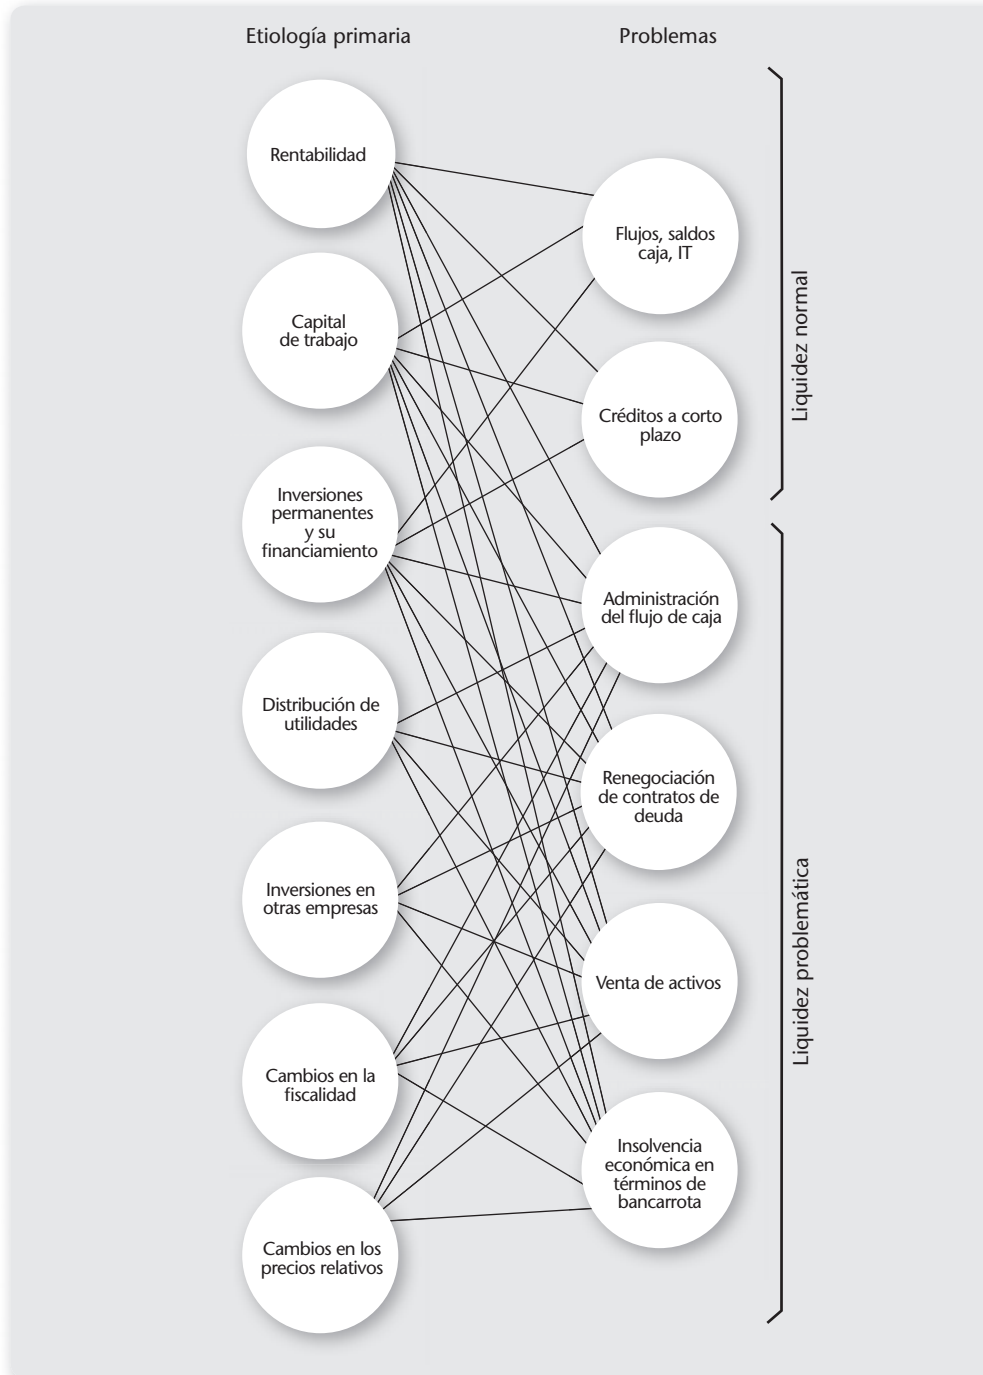 Etiología primaria
Problemas
Rentabilidad
Capital
de trabajo
Inversiones
permanentes
y su
financiamiento
Distribución de
utilidades
Inversiones en
otras empresas
Cambios en la
fiscalidad
Cambios en los
precios relativos
Flujos, saldos
caja, IT
Créditos a corto
plazo
Administración
del flujo de caja
Renegociación
de contratos de
deuda
Venta de activos
Insolvencia
económica en
términos de
bancarrota
Liquidez normal
Liquidez problemática